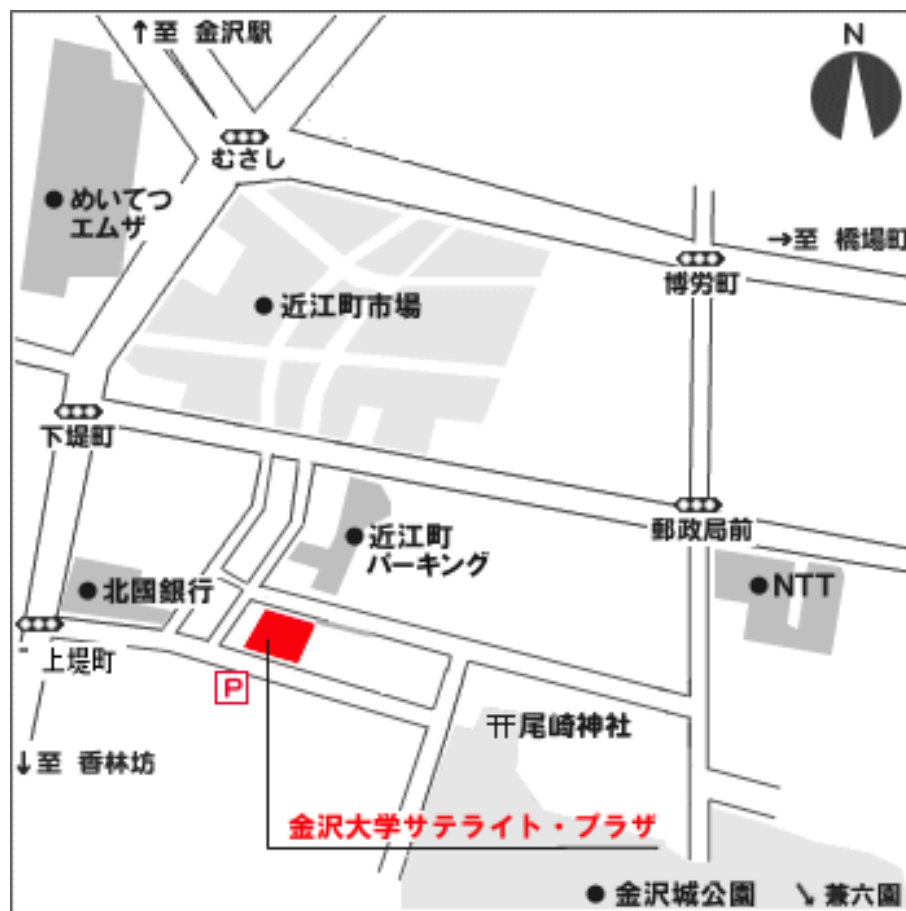 ↑至 金沢駅
N
むさし
めいてつ
エムザ
→至 橋場町
博労町
近江町市場
下堤町
郵政局前
近江町
パーキング
北國銀行
NTT
上堤町
P
尾崎神社
↓至 香林坊
金沢大学サテライト・プラザ
金沢城公園
↘ 兼六園